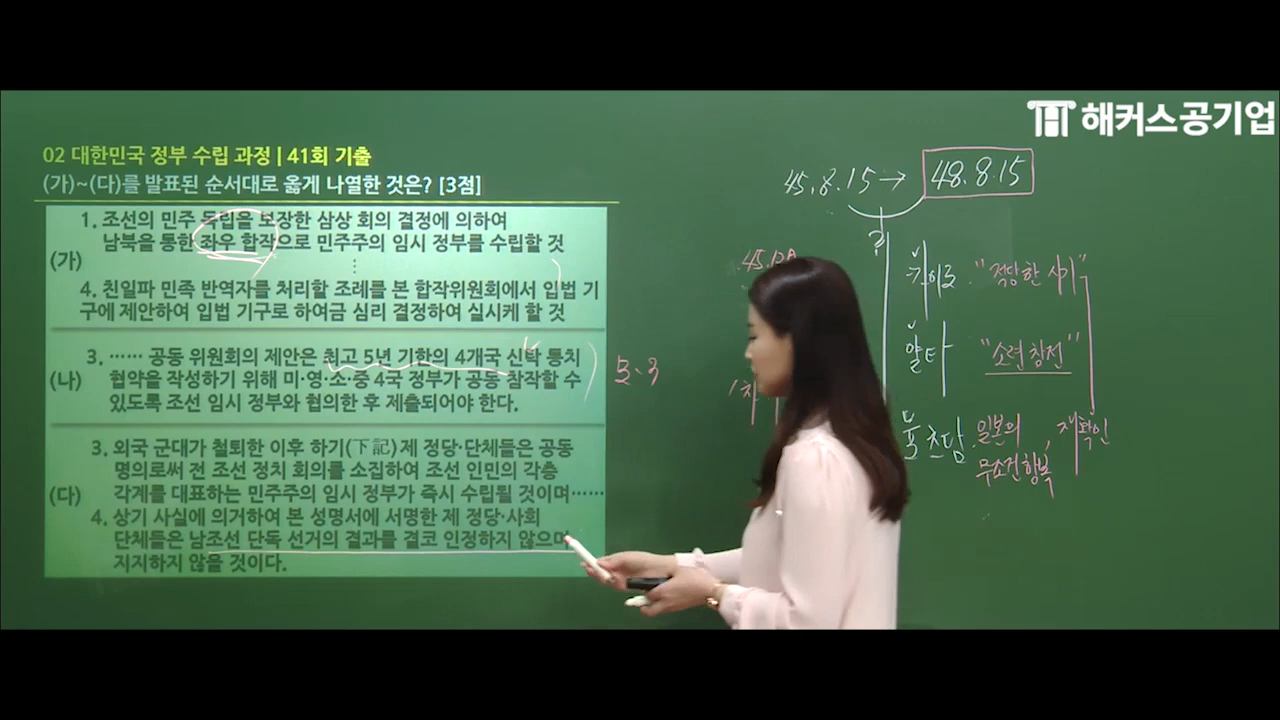 해커스공기업
02 대한민국 정부 수립 과정 | 41회 기출
(가)~(다)를 발표된 순서대로 옳게 나열한 것은? [3점]
(가)
1. 조선의 민주 독립을 보장한 삼상 회의 결정에 의하여
남북을 통한 좌우 합작으로 민주주의 임시 정부를 수립할 것
⋮
4. 친일파 민족 반역자를 처리할 조례를 본 합작위원회에서 입법 기
구에 제안하여 입법 기구로 하여금 심리 결정하여 실시케 할 것
(나)
3. …… 공동 위원회의 제안은 최고 5년 기한의 4개국 신탁 통치
협약을 작성하기 위해 미·영·소·중 4국 정부가 공동 참작할 수
있도록 조선 임시 정부와 협의한 후 제출되어야 한다.
(다)
3. 외국 군대가 철퇴한 이후 하기(下記) 제 정당·단체들은 공동
명의로써 전 조선 정치 회의를 소집하여 조선 인민의 각층
각계를 대표하는 민주주의 임시 정부가 즉시 수립될 것이며……
4. 상기 사실에 의거하여 본 성명서에 서명한 제 정당·사회
단체들은 남조선 단독 선거의 결과를 결코 인정하지 않으며
지지하지 않을 것이다.
모·3
45.8.15 → 48.8.15
?
카이로 "적당한 시기"
얄타 "소련 참전"
포츠담 일본의 무조건 항복, 재확인
1차